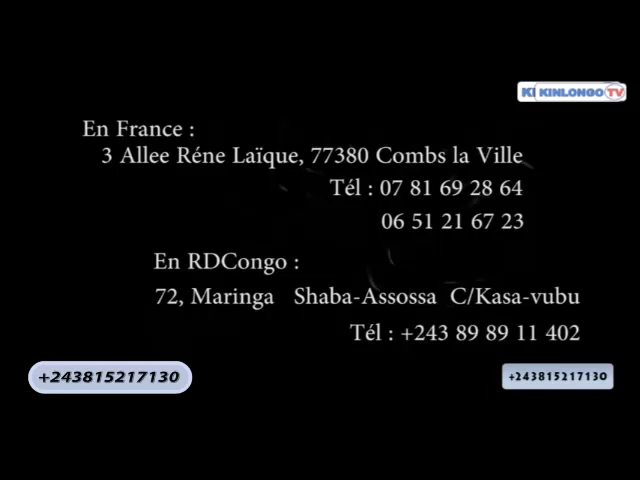 KINLONGO TV
En France :
3 Allee Réne Laïque, 77380 Combs la Ville
Tél : 07 81 69 28 64
06 51 21 67 23
En RDCongo :
72, Maringa Shaba-Assossa C/Kasa-vubu
Tél : +243 89 89 11 402
+243815217130
+243815217130